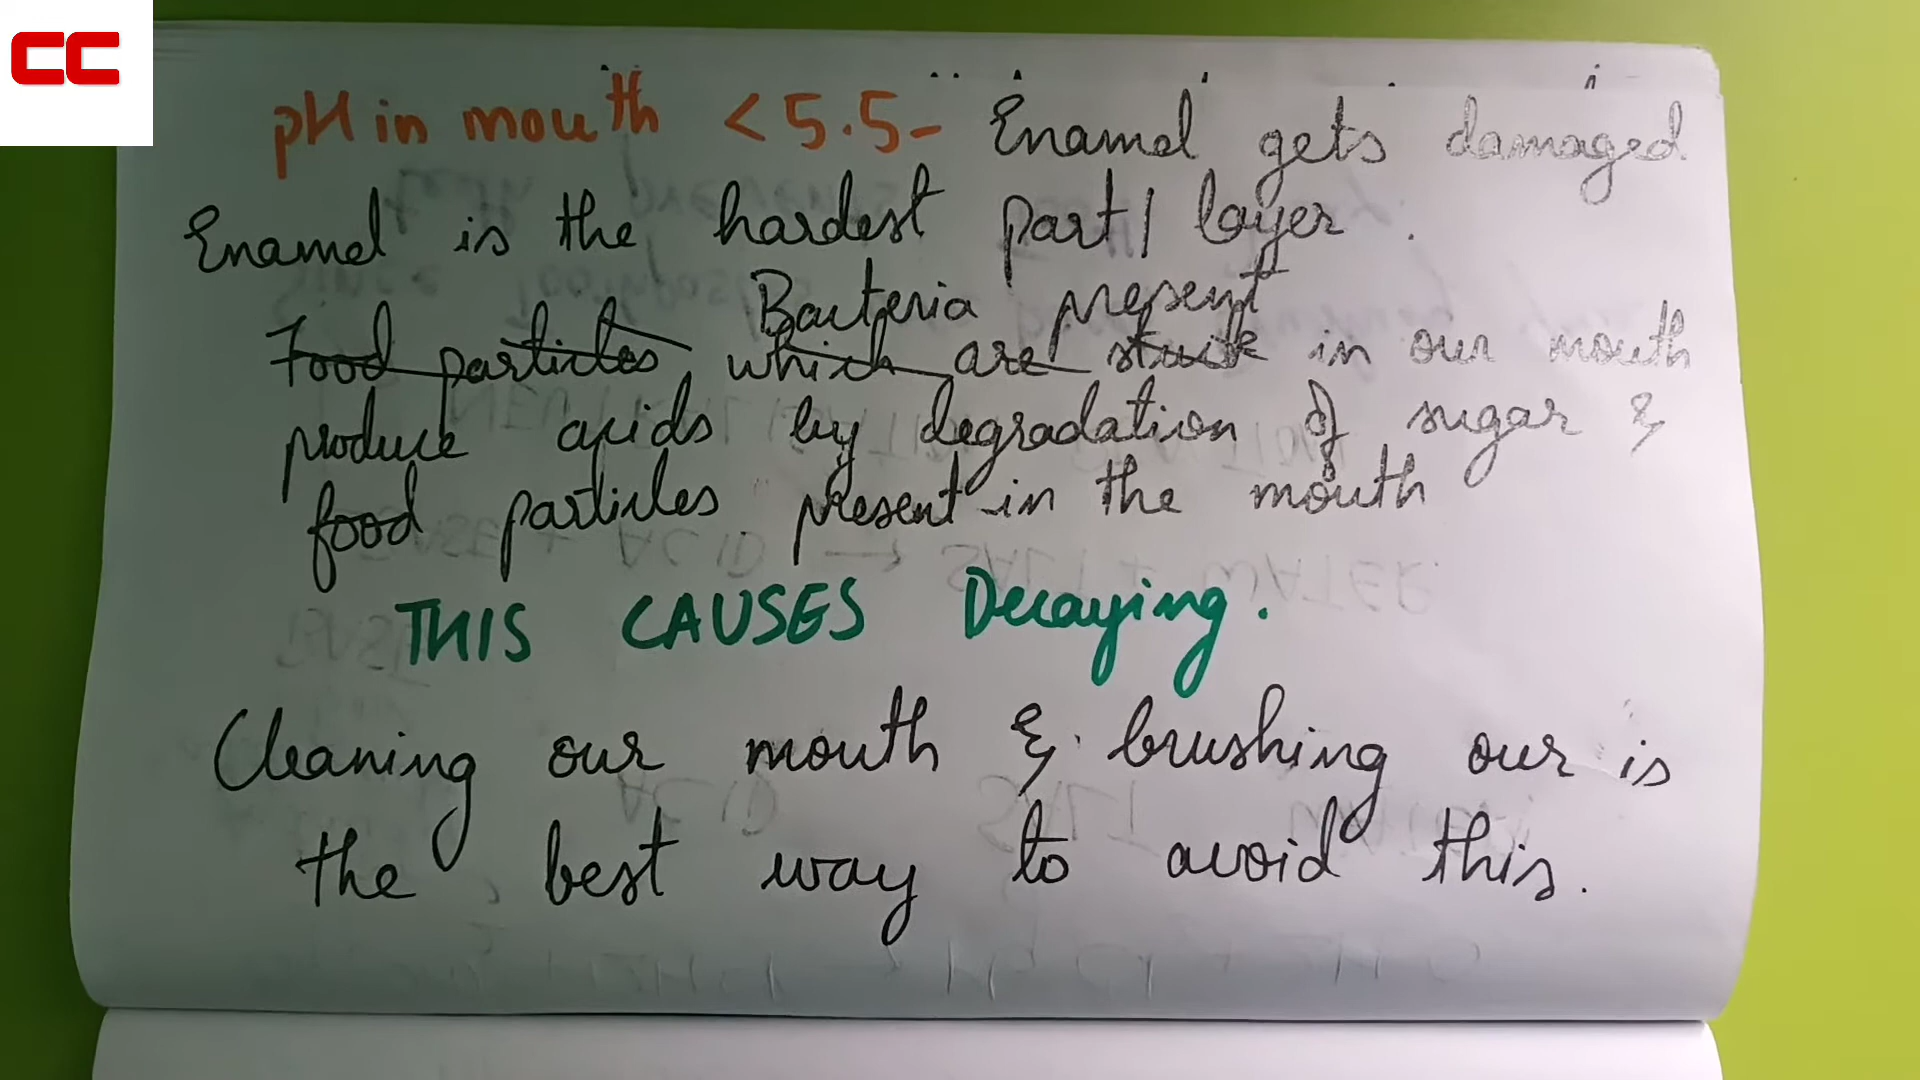 CC
pH in mouth < 5.5 - Enamel gets damaged
Enamel is the hardest part / layer .
Bacteria present
Food particles which are stuck in our mouth
produce acids by degradation of sugar &
food particles present in the mouth
THIS CAUSES Decaying.
Cleaning our mouth & brushing our is
the best way to avoid this.